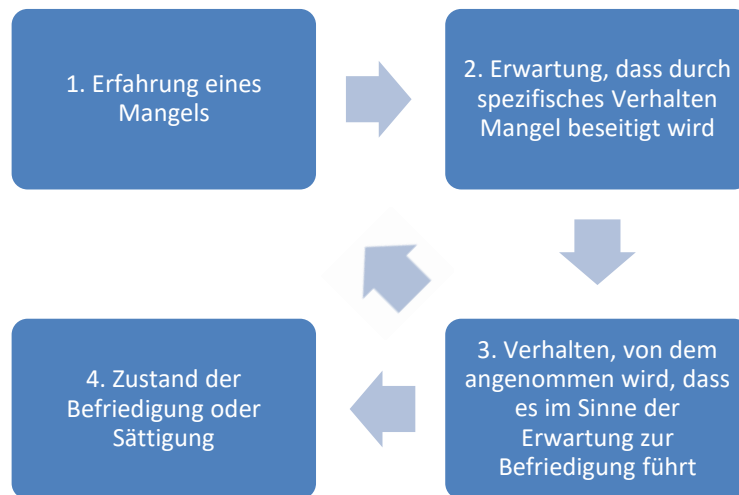 1. Erfahrung eines
Mangels
2. Erwartung, dass durch
spezifisches Verhalten
Mangel beseitigt wird
3. Verhalten, von dem
angenommen wird, dass
es im Sinne der
Erwartung zur
Befriedigung führt
4. Zustand der
Befriedigung oder
Sättigung